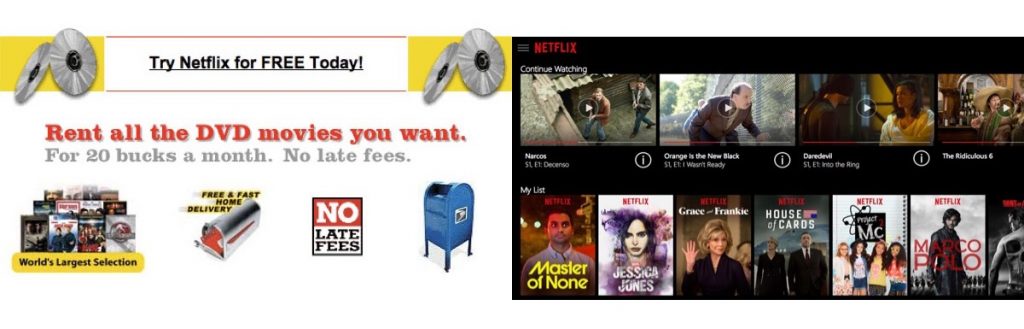 Try Netflix for FREE Today!
Rent all the DVD movies you want.
For 20 bucks a month. No late fees.
FREE & FAST
HOME
DELIVERY
NO
LATE
FEES
World's Largest Selection
NETFLIX
Continue Watching
Narcos
S1, E1: Decenso
Orange Is the New Black
S1, E1: I Wasn't Ready
Daredevil
S1, E1: Into the Ring
The Ridiculous 6
My List
NETFLIX
Master
of None
NETFLIX
JESSICA
JONES
NETFLIX
Grace and Frankie
NETFLIX
HOUSE
of CARDS
NETFLIX
Project
Mc
NETFLIX
MARCO
POLO